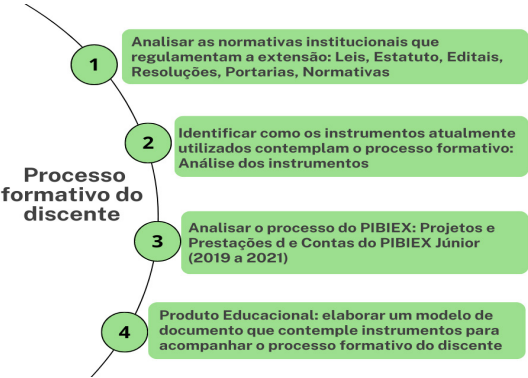 1
Analisar as normativas institucionais que
regulamentam a extensão: Leis, Estatuto, Editais,
Resoluções, Portarias, Normativas
2
Identificar como os instrumentos atualmente
utilizados contemplam o processo formativo:
Análise dos instrumentos
Processo
formativo do
discente
3
Analisar o processo do PIBIEX: Projetos e
Prestações d e Contas do PIBIEX Júnior
(2019 a 2021)
4
Produto Educacional: elaborar um modelo de
documento que contemple instrumentos para
acompanhar o processo formativo do discente